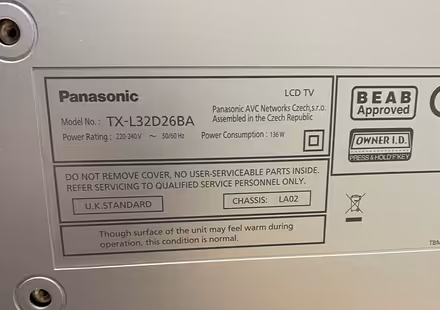 Panasonic
LCD TV
Model No.: TX-L32D26BA
Panasonic AVC Networks Czech,s.r.o.
Assembled in the Czech Republic
Power Rating: 220-240V ~ 50/60 Hz
Power Consumption: 136 W
DO NOT REMOVE COVER, NO USER-SERVICEABLE PARTS INSIDE.
REFER SERVICING TO QUALIFIED SERVICE PERSONNEL ONLY.
U.K.STANDARD
CHASSIS: LA02
Though surface of the unit may feel warm during
operation, this condition is normal.
BEAB
Approved
OWNER I.D.
PRESS & HOLD 'F' KEY
TBM